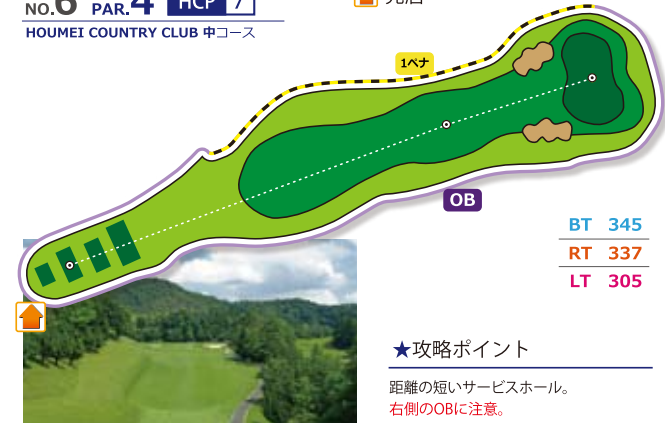 NO.6 PAR.4 HCP 7
HOUMEI COUNTRY CLUB 中コース
1ペナ
OB
BT 345
RT 337
LT 305
★攻略ポイント
距離の短いサービスホール。
右側のOBに注意。